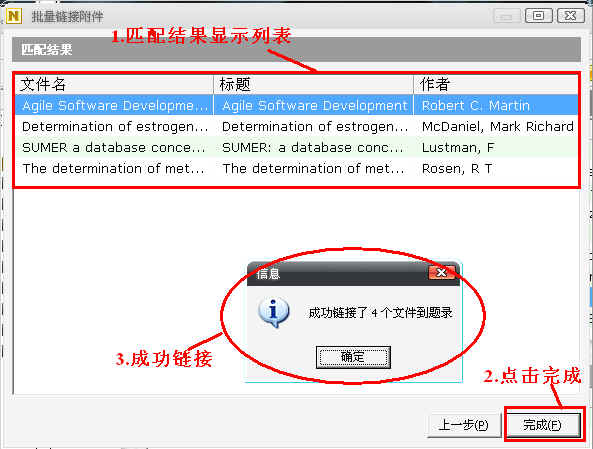 N 批量链接附件
1.匹配结果显示列表
匹配结果
文件名 标题 作者
Agile Software Developme... Agile Software Development Robert C. Martin
Determination of estrogen... Determination of estrogen... McDaniel, Mark Richard
SUMER a database conce... SUMER: a database conc... Lustman, F
The determination of met... The determination of met... Rosen, R T
信息
成功链接了 4 个文件到题录
3.成功链接
确定
2.点击完成
上一步(P) 完成(F)